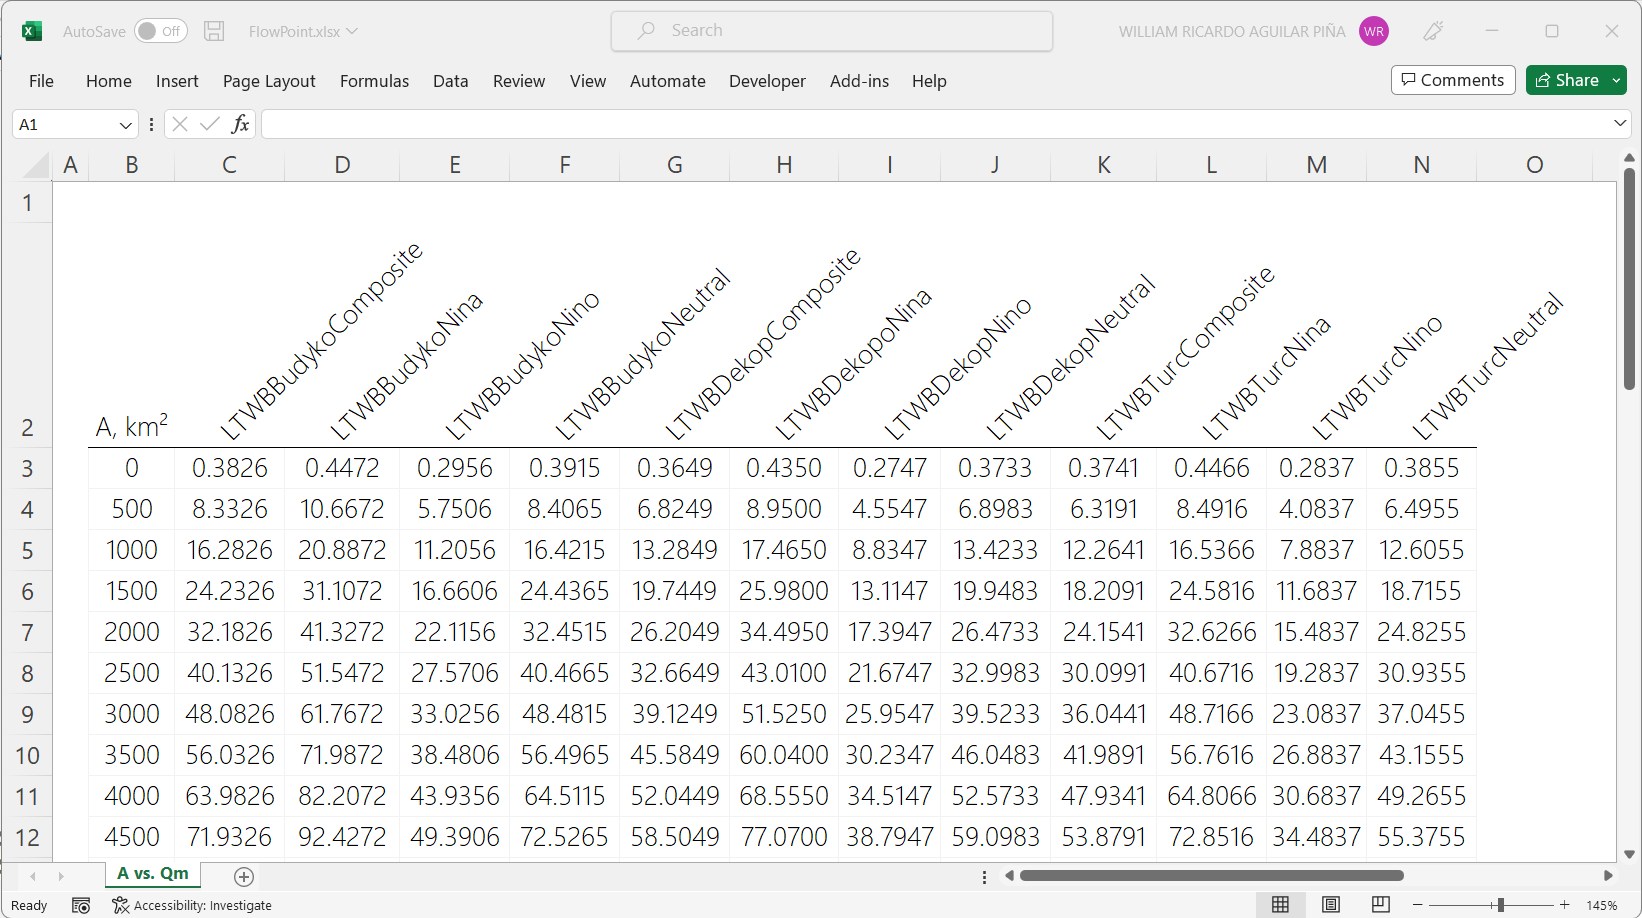 AutoSave Off FlowPoint.xlsx Search WILLIAM RICARDO AGUILAR PIÑA WR
File Home Insert Page Layout Formulas Data Review View Automate Developer Add-ins Help Comments Share
A1 fx
A B C D E F G H I J K L M N O
1
2 A, km² LTWBBudykoComposite LTWBBudykoNina LTWBBudykoNino LTWBBudykoNeutral LTWBDekopComposite LTWBDekopoNina LTWBDekopNino LTWBDekopNeutral LTWBTurcComposite LTWBTurcNina LTWBTurcNino LTWBTurcNeutral
3 0 0.3826 0.4472 0.2956 0.3915 0.3649 0.4350 0.2747 0.3733 0.3741 0.4466 0.2837 0.3855
4 500 8.3326 10.6672 5.7506 8.4065 6.8249 8.9500 4.5547 6.8983 6.3191 8.4916 4.0837 6.4955
5 1000 16.2826 20.8872 11.2056 16.4215 13.2849 17.4650 8.8347 13.4233 12.2641 16.5366 7.8837 12.6055
6 1500 24.2326 31.1072 16.6606 24.4365 19.7449 25.9800 13.1147 19.9483 18.2091 24.5816 11.6837 18.7155
7 2000 32.1826 41.3272 22.1156 32.4515 26.2049 34.4950 17.3947 26.4733 24.1541 32.6266 15.4837 24.8255
8 2500 40.1326 51.5472 27.5706 40.4665 32.6649 43.0100 21.6747 32.9983 30.0991 40.6716 19.2837 30.9355
9 3000 48.0826 61.7672 33.0256 48.4815 39.1249 51.5250 25.9547 39.5233 36.0441 48.7166 23.0837 37.0455
10 3500 56.0326 71.9872 38.4806 56.4965 45.5849 60.0400 30.2347 46.0483 41.9891 56.7616 26.8837 43.1555
11 4000 63.9826 82.2072 43.9356 64.5115 52.0449 68.5550 34.5147 52.5733 47.9341 64.8066 30.6837 49.2655
12 4500 71.9326 92.4272 49.3906 72.5265 58.5049 77.0700 38.7947 59.0983 53.8791 72.8516 34.4837 55.3755
A vs. Qm
Ready Accessibility: Investigate 145%